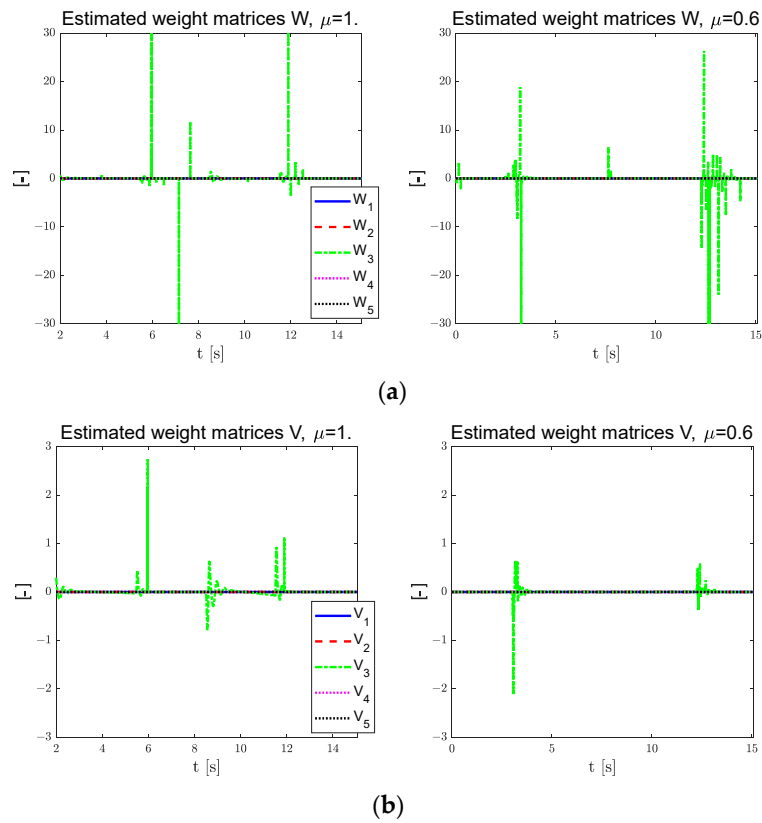 Estimated weight matrices W, μ=1.
Estimated weight matrices W, μ=0.6
30
20
10
0
−10
−20
−30
[-]
2 4 6 8 10 12 14
t [s]
W₁
W₂
W₃
W₄
W₅
30
20
10
0
−10
−20
−30
[-]
0 5 10 15
t [s]
(a)
Estimated weight matrices V, μ=1.
Estimated weight matrices V, μ=0.6
3
2
1
0
−1
−2
−3
[-]
2 4 6 8 10 12 14
t [s]
V₁
V₂
V₃
V₄
V₅
3
2
1
0
−1
−2
−3
[-]
0 5 10 15
t [s]
(b)